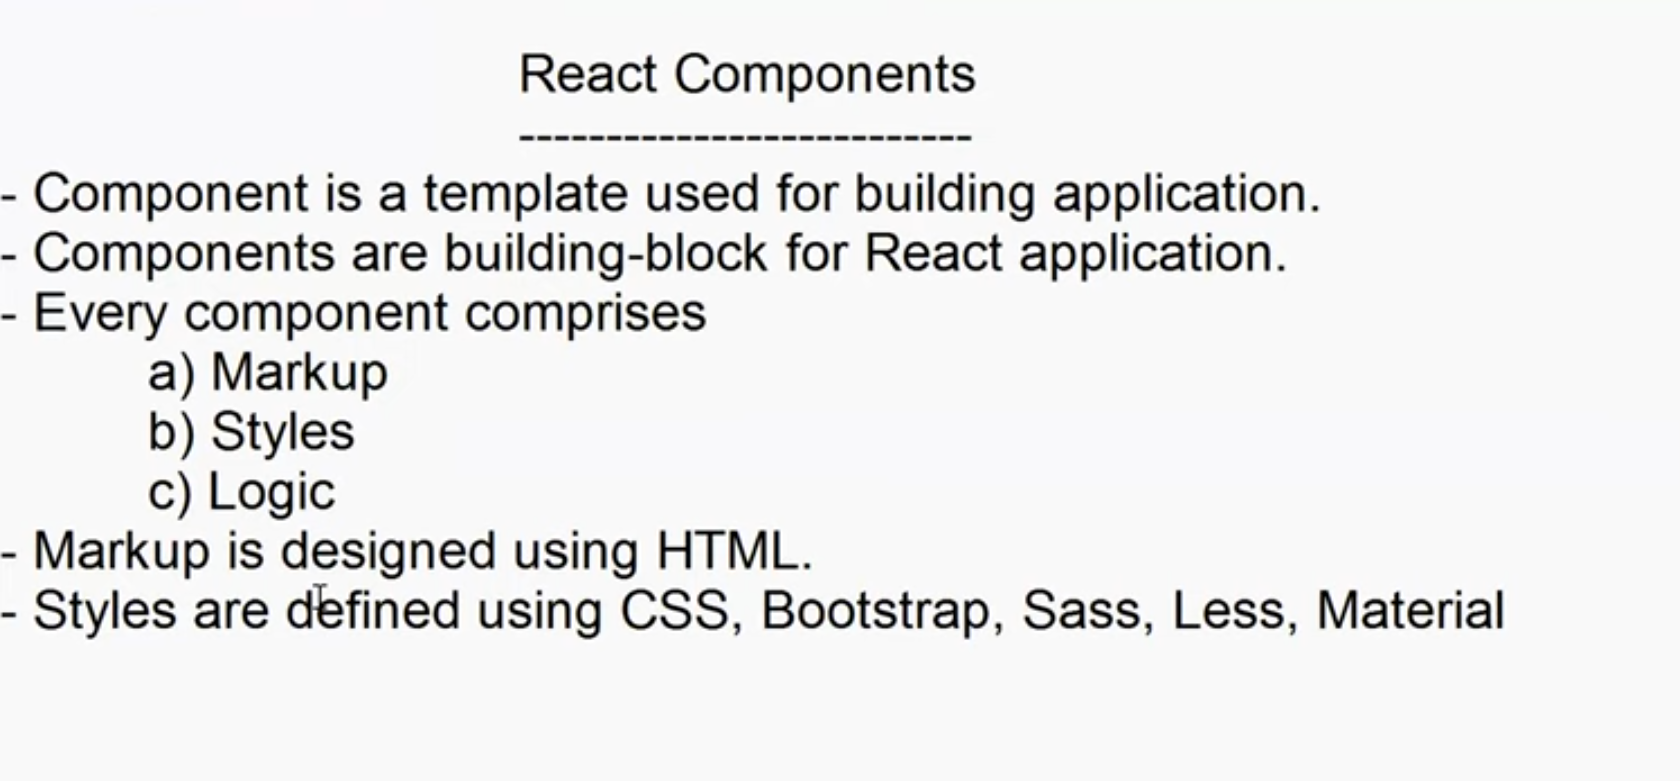 React Components
--------------------------
- Component is a template used for building application.
- Components are building-block for React application.
- Every component comprises
a) Markup
b) Styles
c) Logic
- Markup is designed using HTML.
- Styles are defined using CSS, Bootstrap, Sass, Less, Material